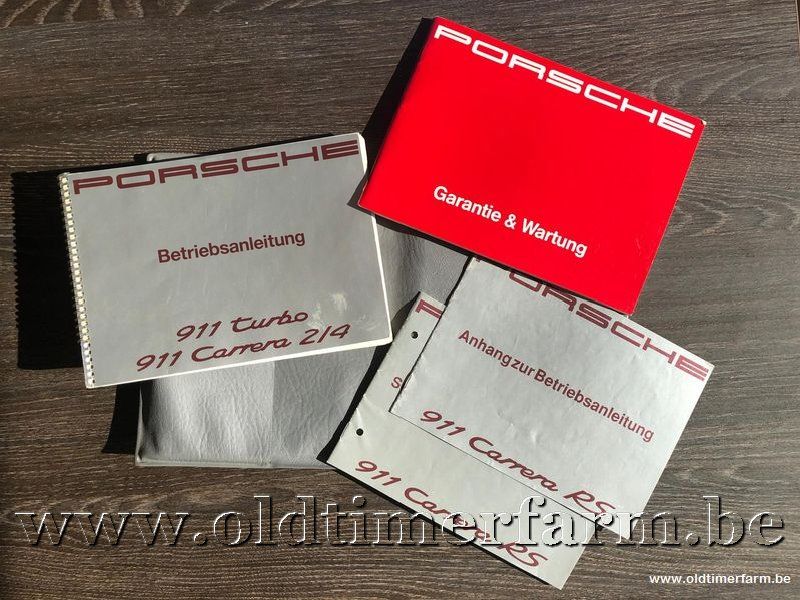 PORSCHE
Garantie & Wartung
PORSCHE
Betriebsanleitung
911 turbo
911 Carrera 2/4
PORSCHE
Anhang zur Betriebsanleitung
911 Carrera RS
911 Carrera RS
www.oldtimerfarm.be
www.oldtimerfarm.be